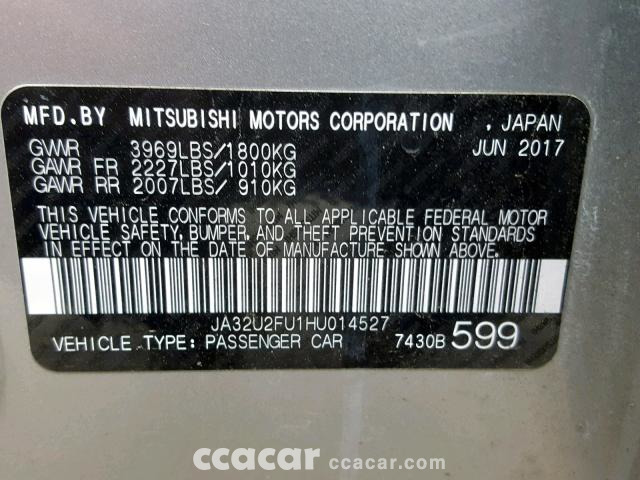 MFD.BY MITSUBISHI MOTORS CORPORATION , JAPAN
GVWR 3969LBS/1800KG JUN 2017
GAWR FR 2227LBS/1010KG
GAWR RR 2007LBS/ 910KG
THIS VEHICLE CONFORMS TO ALL APPLICABLE FEDERAL MOTOR
VEHICLE SAFETY, BUMPER, AND THEFT PREVENTION STANDARDS
IN EFFECT ON THE DATE OF MANUFACTURE SHOWN ABOVE.
JA32U2FU1HU014527
VEHICLE TYPE: PASSENGER CAR 7430B 599
ccacar ccacar.com